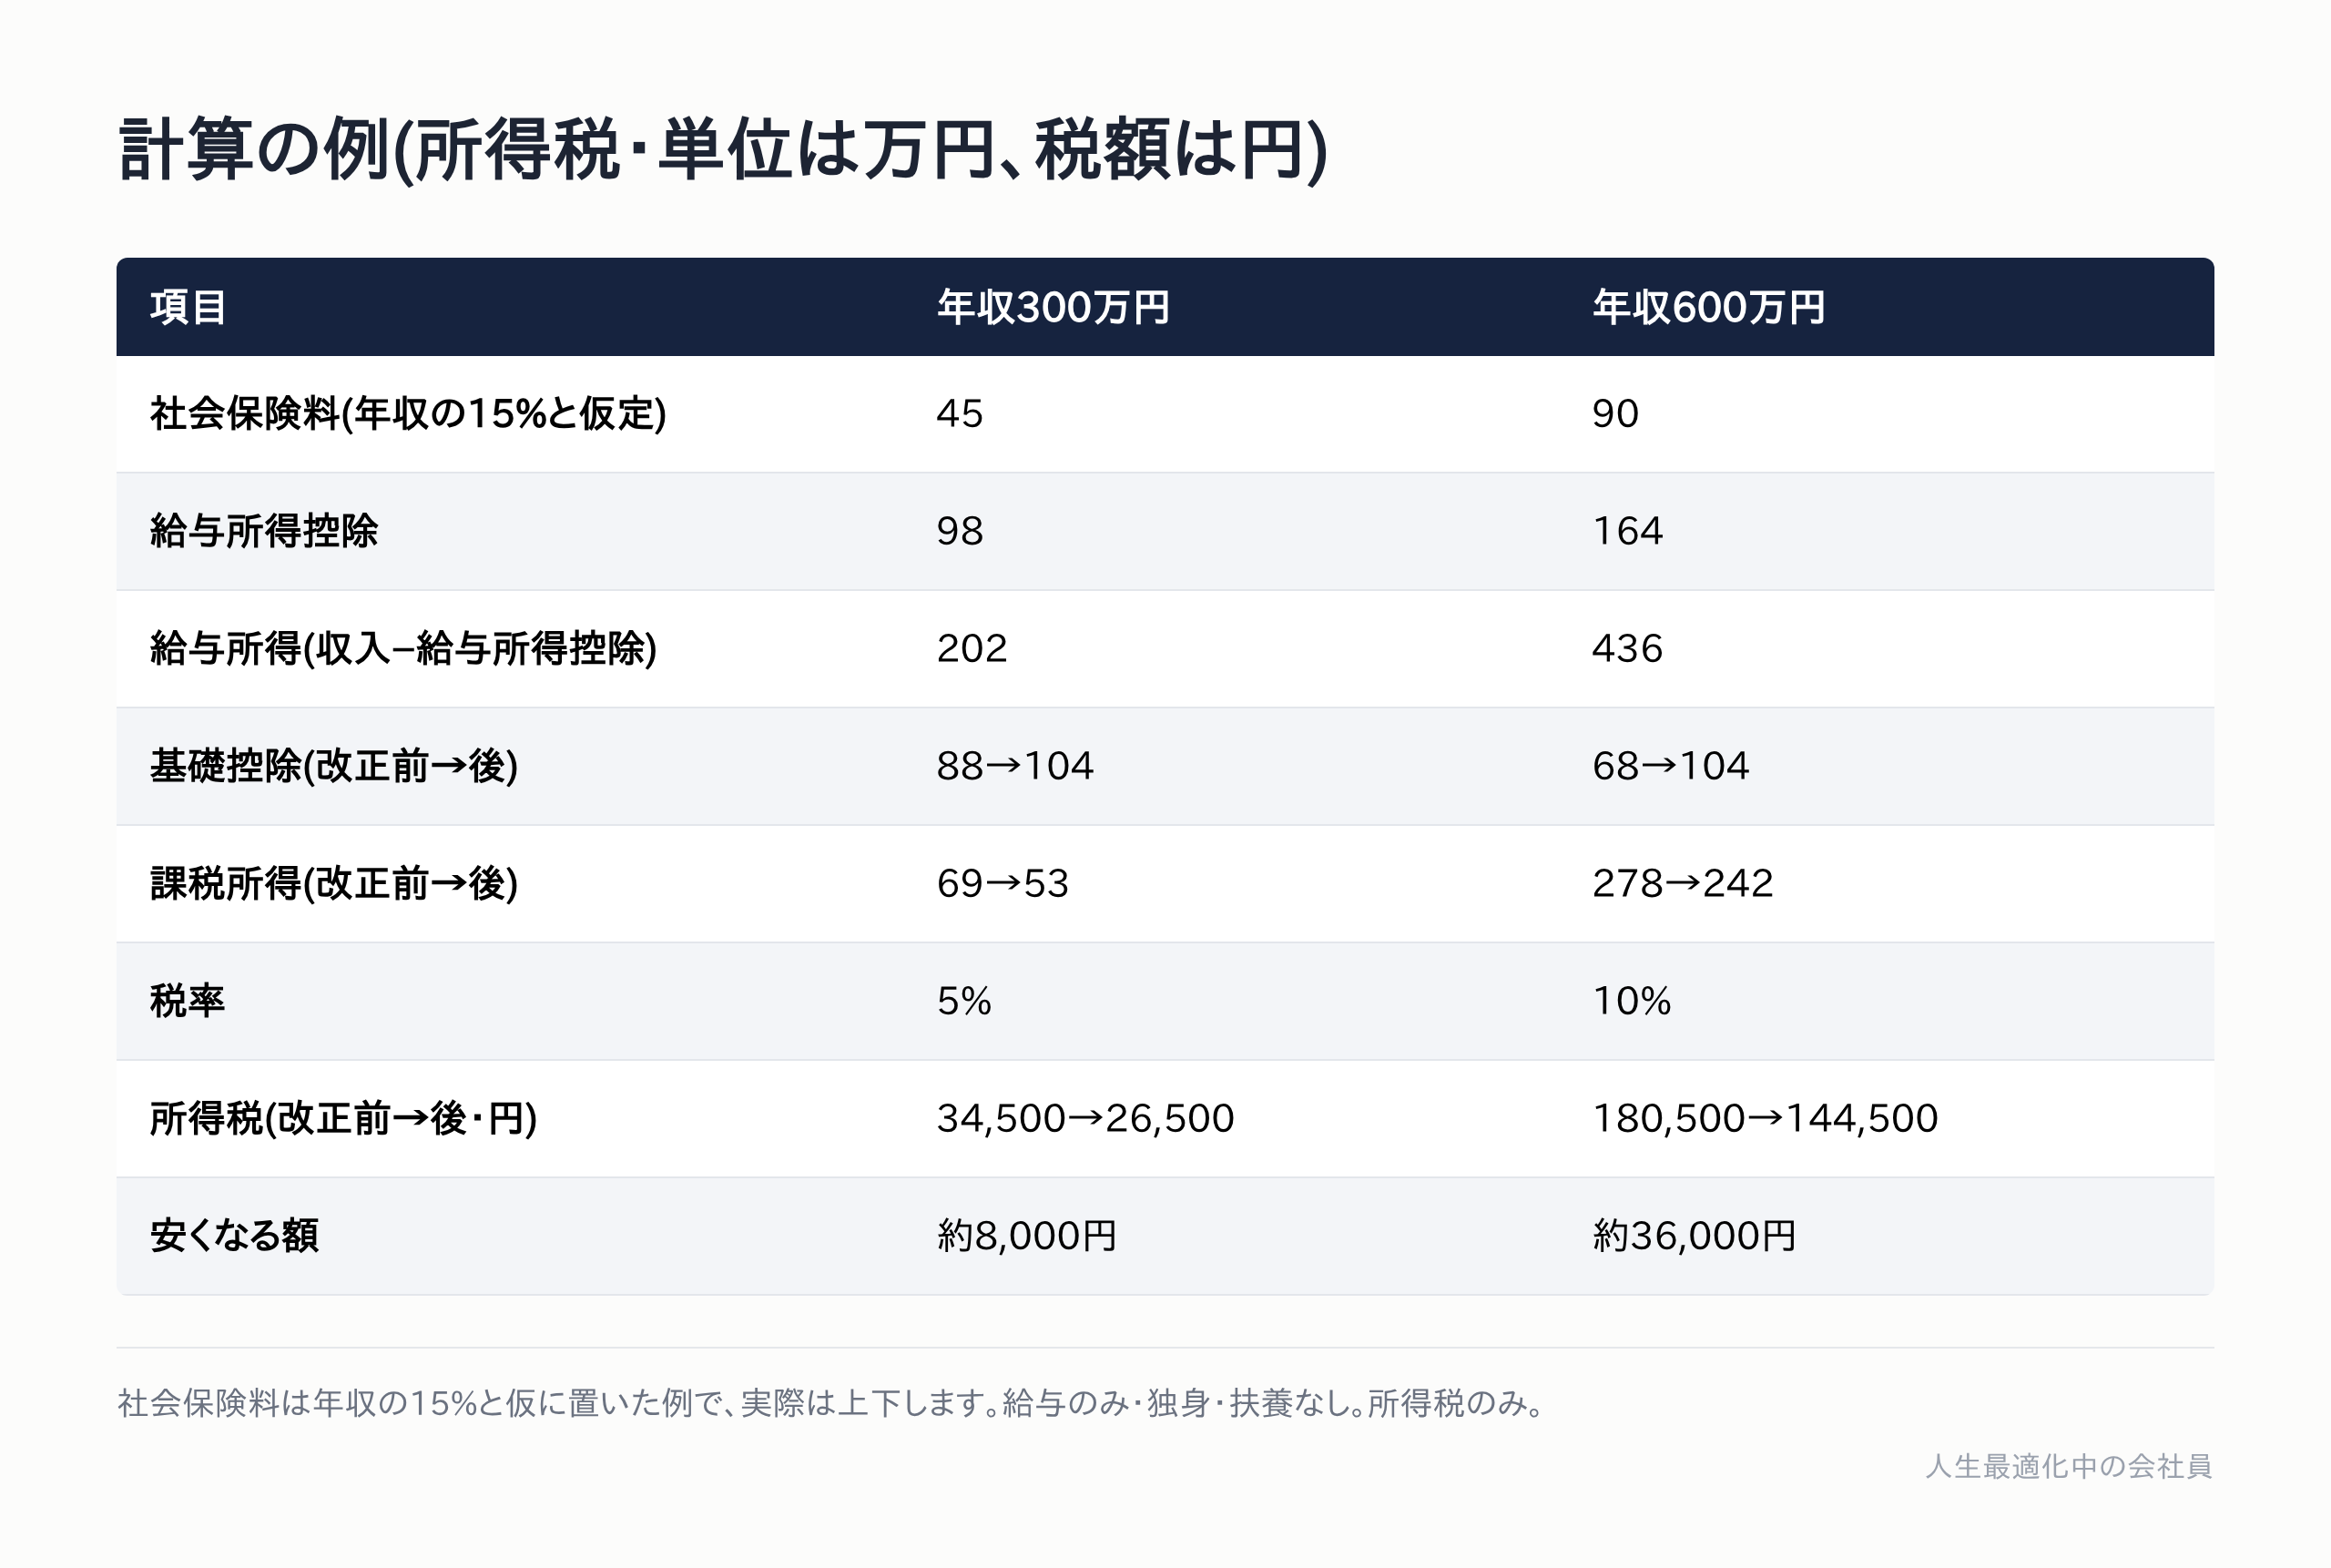 計算の例(所得税・単位は万円、税額は円)
項目 年収300万円 年収600万円
社会保険料(年収の15%と仮定) 45 90
給与所得控除 98 164
給与所得(収入−給与所得控除) 202 436
基礎控除(改正前→後) 88→104 68→104
課税所得(改正前→後) 69→53 278→242
税率 5% 10%
所得税(改正前→後・円) 34,500→26,500 180,500→144,500
安くなる額 約8,000円 約36,000円
社会保険料は年収の15%と仮に置いた例で、実際は上下します。給与のみ・独身・扶養なし。所得税のみ。
人生最適化中の会社員